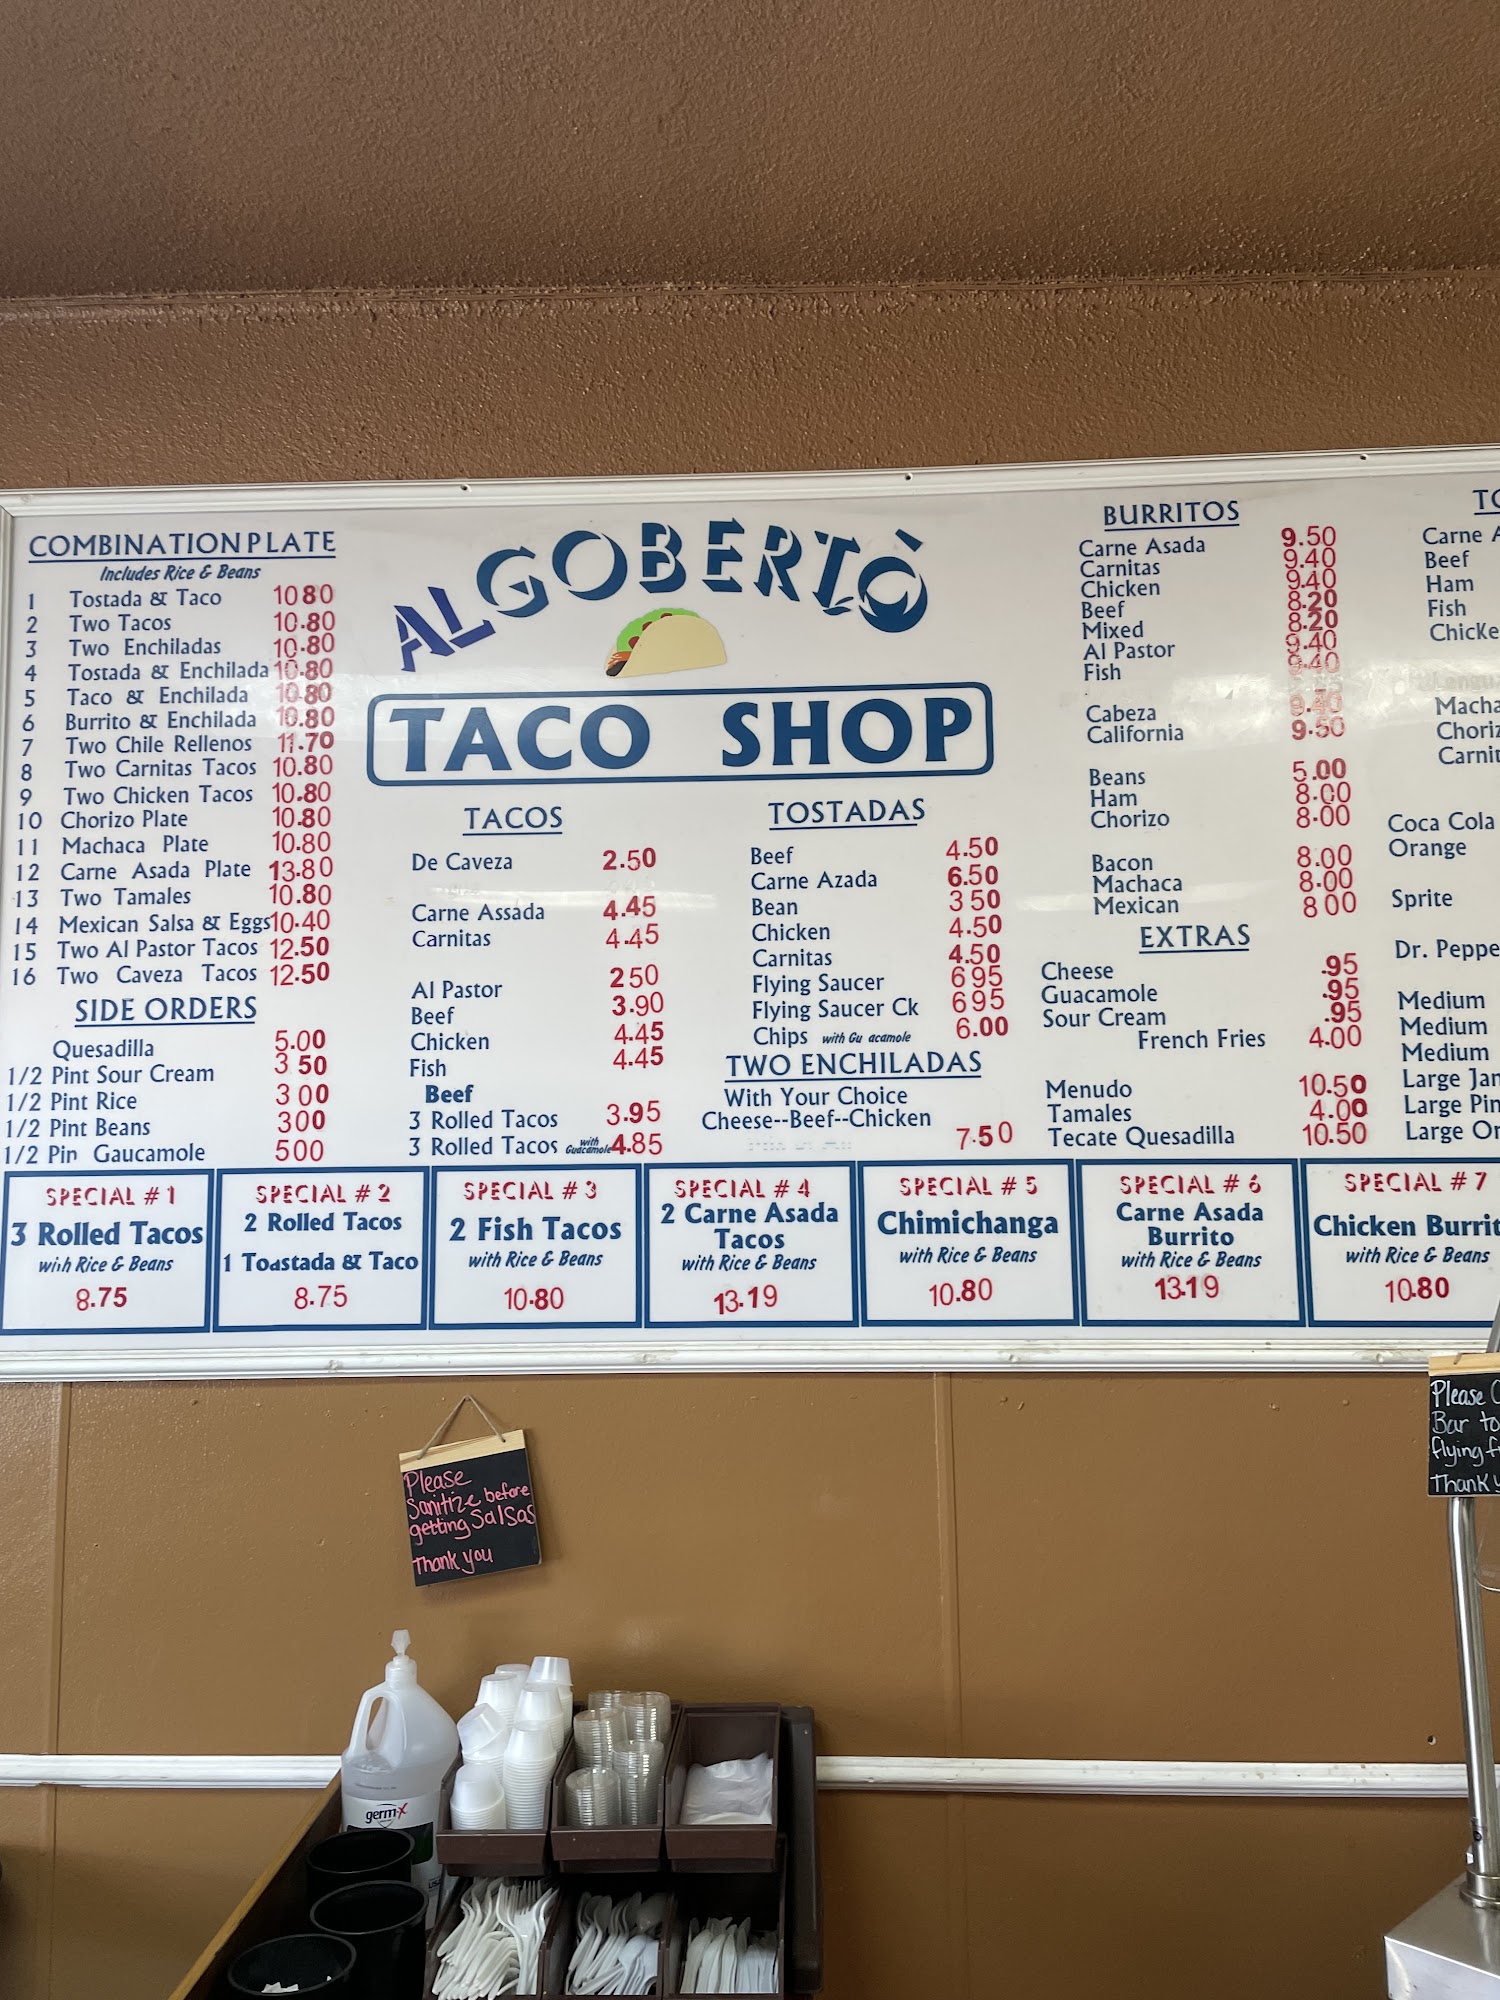 COMBINATION PLATE
Includes Rice & Beans
1 Tostada & Taco 10 80
2 Two Tacos 10.80
3 Two Enchiladas 10.80
4 Tostada & Enchilada 10.80
5 Taco & Enchilada 10.80
6 Burrito & Enchilada 10.80
7 Two Chile Rellenos 11.70
8 Two Carnitas Tacos 10.80
9 Two Chicken Tacos 10.80
10 Chorizo Plate 10.80
11 Machaca Plate 10.80
12 Carne Asada Plate 13.80
13 Two Tamales 10.80
14 Mexican Salsa & Eggs 10.40
15 Two Al Pastor Tacos 12.50
16 Two Caveza Tacos 12.50
SIDE ORDERS
Quesadilla 5.00
1/2 Pint Sour Cream 3 50
1/2 Pint Rice 3 00
1/2 Pint Beans 300
1/2 Pin Gaucamole 500
ALGOBERTÒ
TACO SHOP
TACOS
De Caveza 2.50
Carne Assada 4.45
Carnitas 4.45
Al Pastor 2 50
Beef 3.90
Chicken 4.45
Fish 4.45
Beef
3 Rolled Tacos 3.95
3 Rolled Tacos with Guacamole 4.85
TOSTADAS
Beef 4.50
Carne Azada 6.50
Bean 3 50
Chicken 4.50
Carnitas 4.50
Flying Saucer 6 95
Flying Saucer Ck 6 95
Chips with Gu acamole 6.00
TWO ENCHILADAS
With Your Choice
Cheese--Beef--Chicken
7.50
BURRITOS
Carne Asada 9.50
Carnitas 9.40
Chicken 9.40
Beef 8.20
Mixed 8.20
Al Pastor 9.40
Fish 9.40
Cabeza 9.40
California 9.50
Beans 5.00
Ham 8.00
Chorizo 8.00
Bacon 8.00
Machaca 8.00
Mexican 8 00
EXTRAS
Cheese .95
Guacamole .95
Sour Cream .95
French Fries 4.00
Menudo 10.50
Tamales 4.00
Tecate Quesadilla 10.50
Carne
Beef
Ham
Fish
Coca Cola
Orange
Sprite
Dr.
Medium
Medium
Medium
Large
Large
Large
SPECIAL # 1
3 Rolled Tacos
with Rice & Beans
8.75
SPECIAL # 2
2 Rolled Tacos
1 Toastada & Taco
8.75
SPECIAL # 3
2 Fish Tacos
with Rice & Beans
10.80
SPECIAL # 4
2 Carne Asada
Tacos
with Rice & Beans
13.19
SPECIAL # 5
Chimichanga
with Rice & Beans
10.80
SPECIAL # 6
Carne Asada
Burrito
with Rice & Beans
13.19
SPECIAL # 7
Chicken
with Rice & Beans
10.80
Please
Sanitize before
getting Salsas
Thank you
Please
Bar to
flying
Thank
germ-x